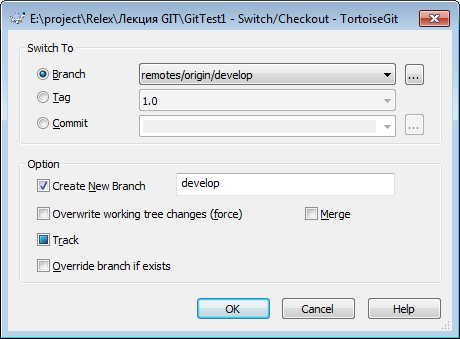 E:\project\Relex\Лекция GIT\GitTest1 - Switch/Checkout - TortoiseGit
Switch To
Branch
remotes/origin/develop
...
Tag
1.0
Commit
...
Option
Create New Branch
develop
Overwrite working tree changes (force)
Merge
Track
Override branch if exists
OK
Cancel
Help